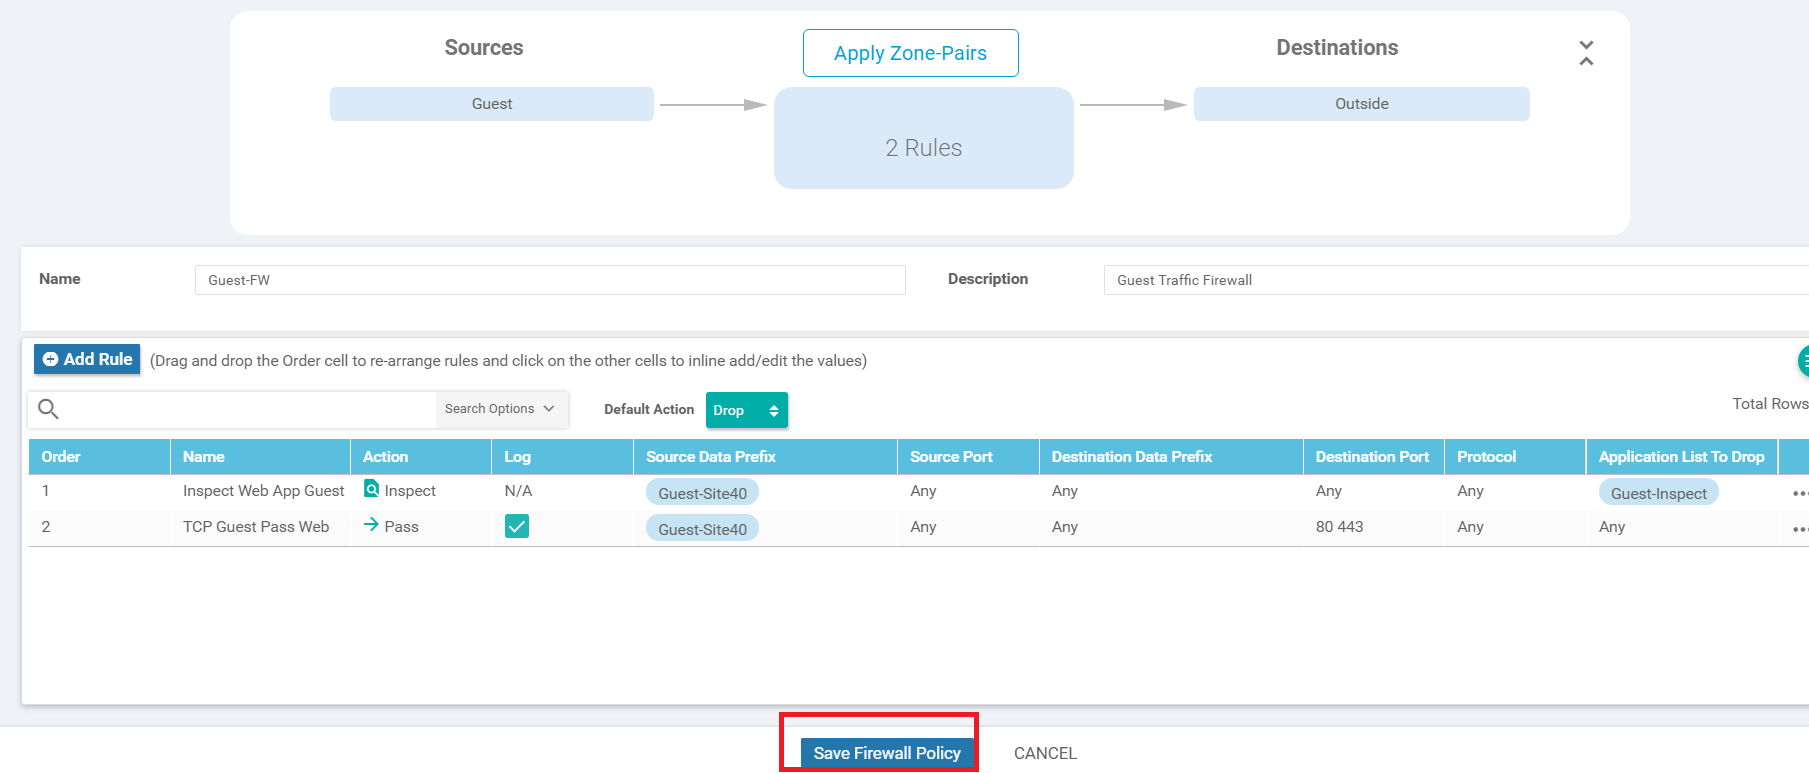 Sources
Apply Zone-Pairs
Destinations
Guest
Outside
2 Rules
Name
Guest-FW
Description
Guest Traffic Firewall
Add Rule (Drag and drop the Order cell to re-arrange rules and click on the other cells to inline add/edit the values)
Search Options
Default Action
Drop
Total Rows
Order Name Action Log Source Data Prefix Source Port Destination Data Prefix Destination Port Protocol Application List To Drop
1 Inspect Web App Guest Inspect N/A Guest-Site40 Any Any Any Any Guest-Inspect
2 TCP Guest Pass Web Pass Guest-Site40 Any Any 80 443 Any Any
Save Firewall Policy
CANCEL